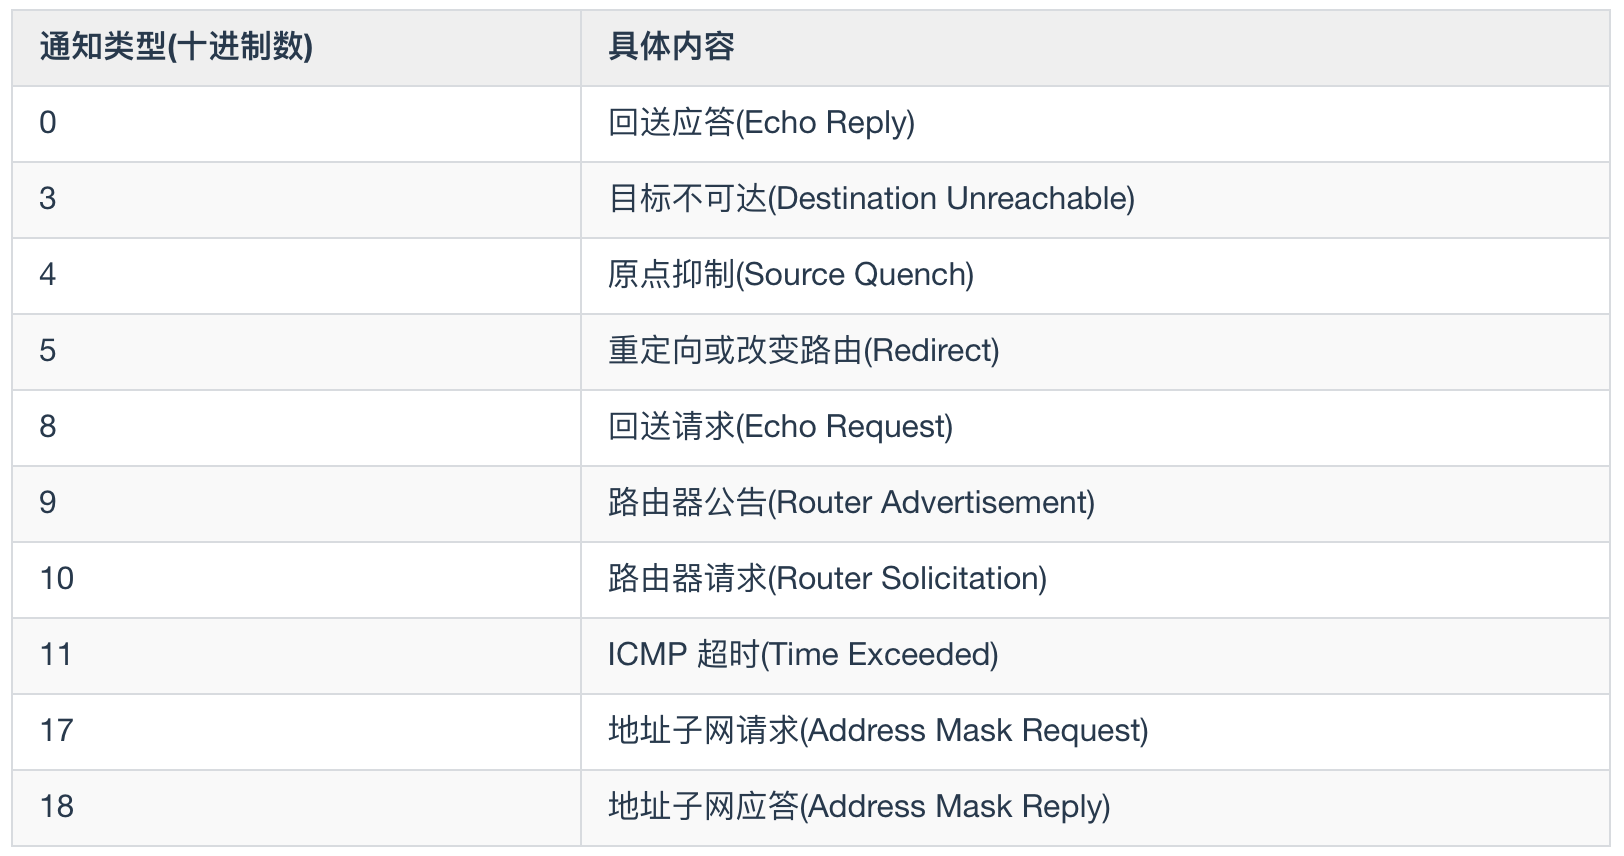 通知类型(十进制数) 具体内容
0 回送应答(Echo Reply)
3 目标不可达(Destination Unreachable)
4 原点抑制(Source Quench)
5 重定向或改变路由(Redirect)
8 回送请求(Echo Request)
9 路由器公告(Router Advertisement)
10 路由器请求(Router Solicitation)
11 ICMP 超时(Time Exceeded)
17 地址子网请求(Address Mask Request)
18 地址子网应答(Address Mask Reply)